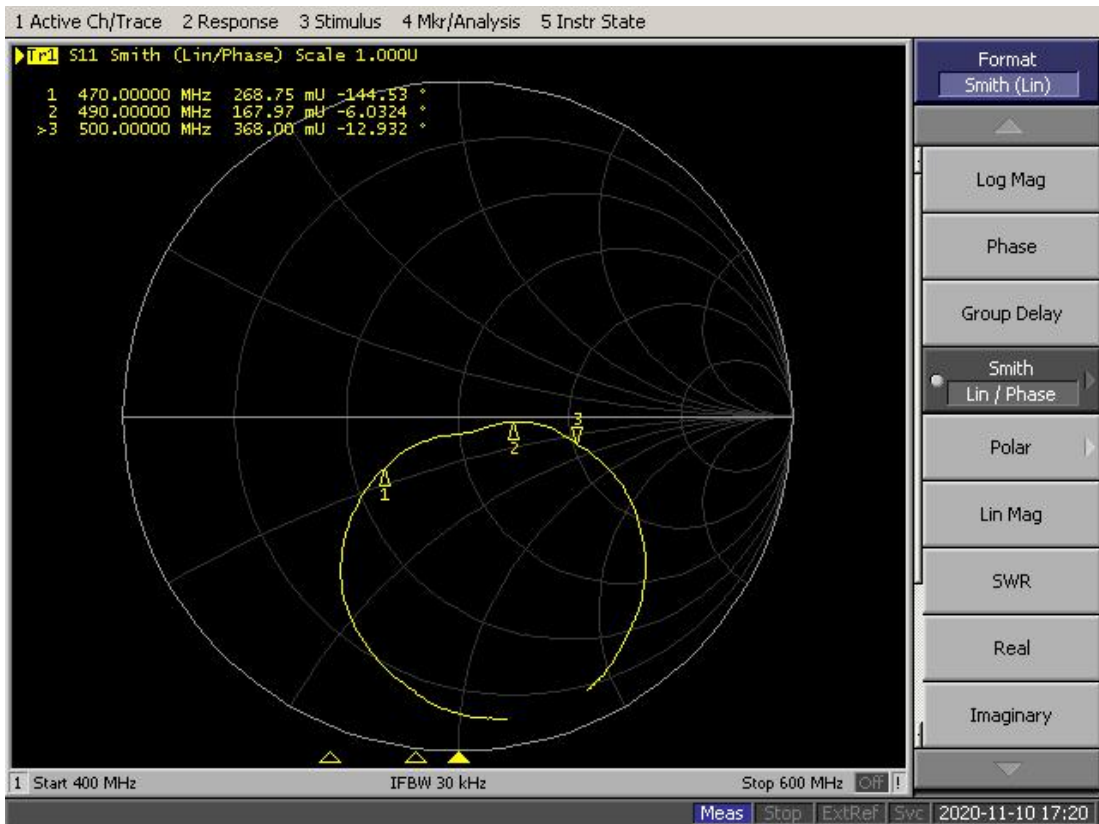 1 Active Ch/Trace 2 Response 3 Stimulus 4 Mkr/Analysis 5 Instr State
Tr1 S11 Smith (Lin/Phase) Scale 1.000U
1 470.00000 MHz 268.75 mU -144.53 °
2 490.00000 MHz 167.97 mU -6.0324 °
>3 500.00000 MHz 368.00 mU -12.932 °
3
2
1
Format
Smith (Lin)
Log Mag
Phase
Group Delay
Smith
Lin / Phase
Polar
Lin Mag
SWR
Real
Imaginary
1 Start 400 MHz IFBW 30 kHz Stop 600 MHz Off !
Meas Stop ExtRef Svc 2020-11-10 17:20